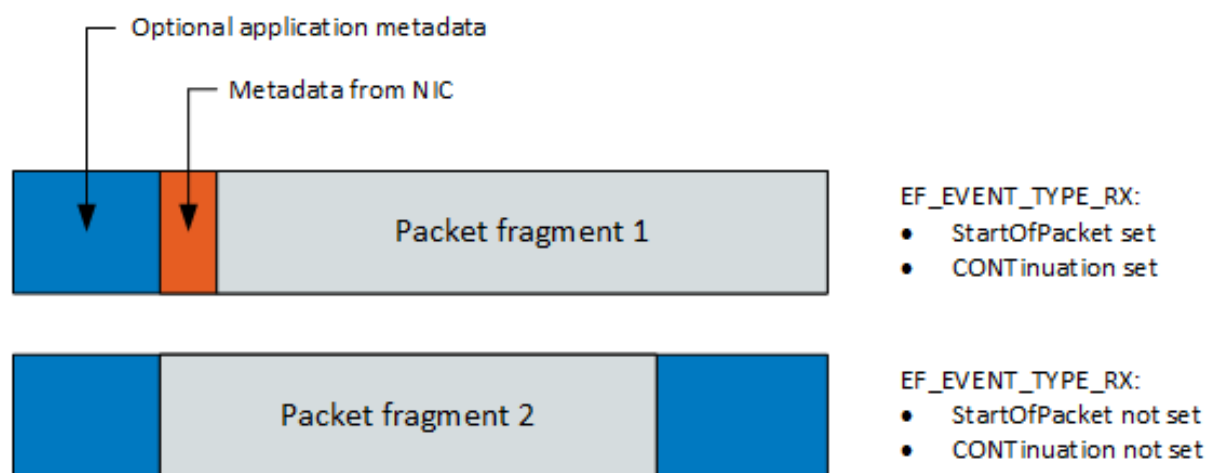 Optional application metadata
Metadata from NIC
Packet fragment 1
EF_EVENT_TYPE_RX:
• StartOfPacket set
• CONTinuation set
Packet fragment 2
EF_EVENT_TYPE_RX:
• StartOfPacket not set
• CONTinuation not set